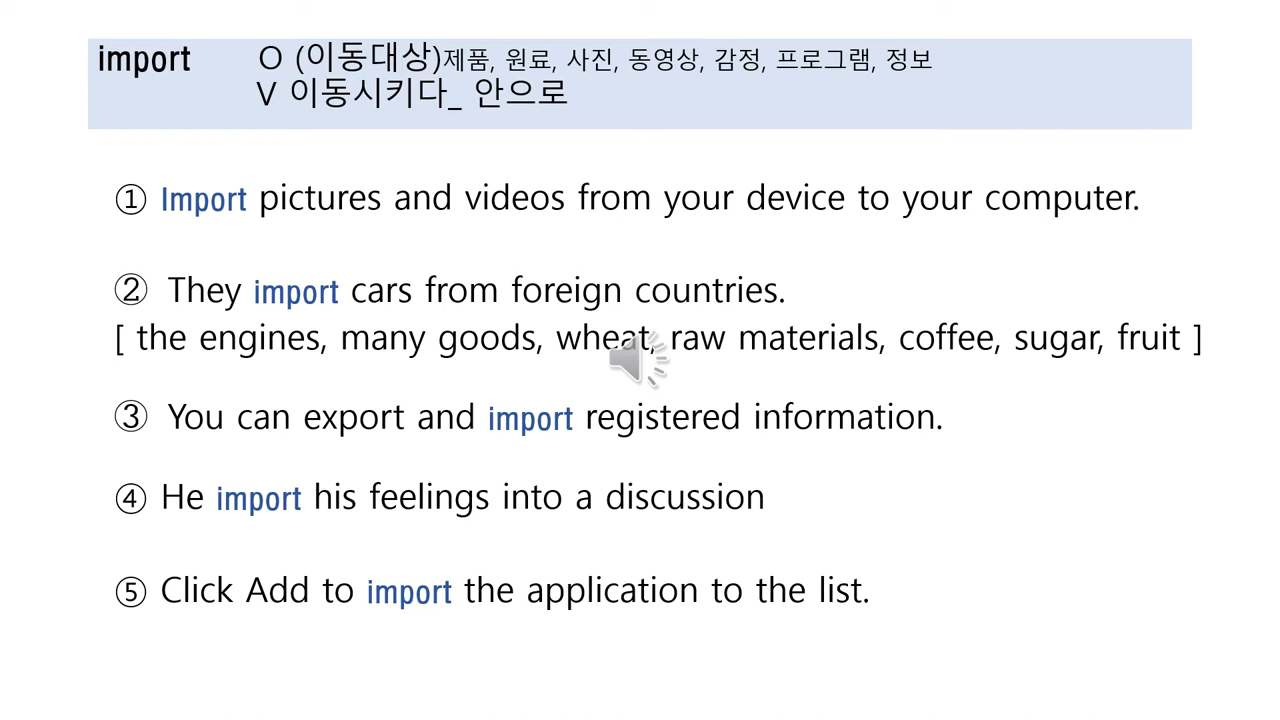 import O (이동대상)제품, 원료, 사진, 동영상, 감정, 프로그램, 정보
V 이동시키다_ 안으로
① Import pictures and videos from your device to your computer.
② They import cars from foreign countries.
[ the engines, many goods, wheat, raw materials, coffee, sugar, fruit ]
③ You can export and import registered information.
④ He import his feelings into a discussion
⑤ Click Add to import the application to the list.